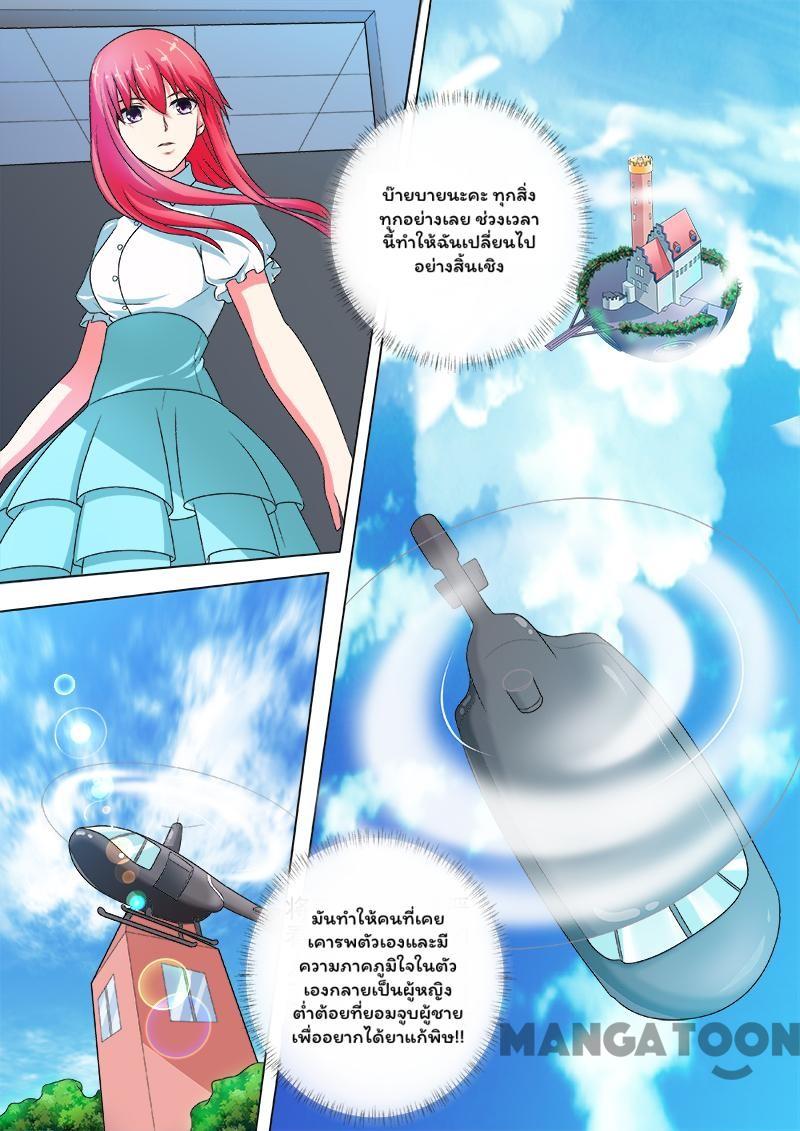 บ๊ายบายนะคะ ทุกสิ่ง
ทุกอย่างเลย ช่วงเวลา
นี้ทำให้ฉันเปลี่ยนไป
อย่างสิ้นเชิง
มันทำให้คนที่เคย
เคารพตัวเองและมี
ความภาคภูมิใจในตัว
เองกลายเป็นผู้หญิง
ต่ำต้อยที่ยอมจูบผู้ชาย
เพื่ออยากได้ยาแก้พิษ!!
MANGATOON